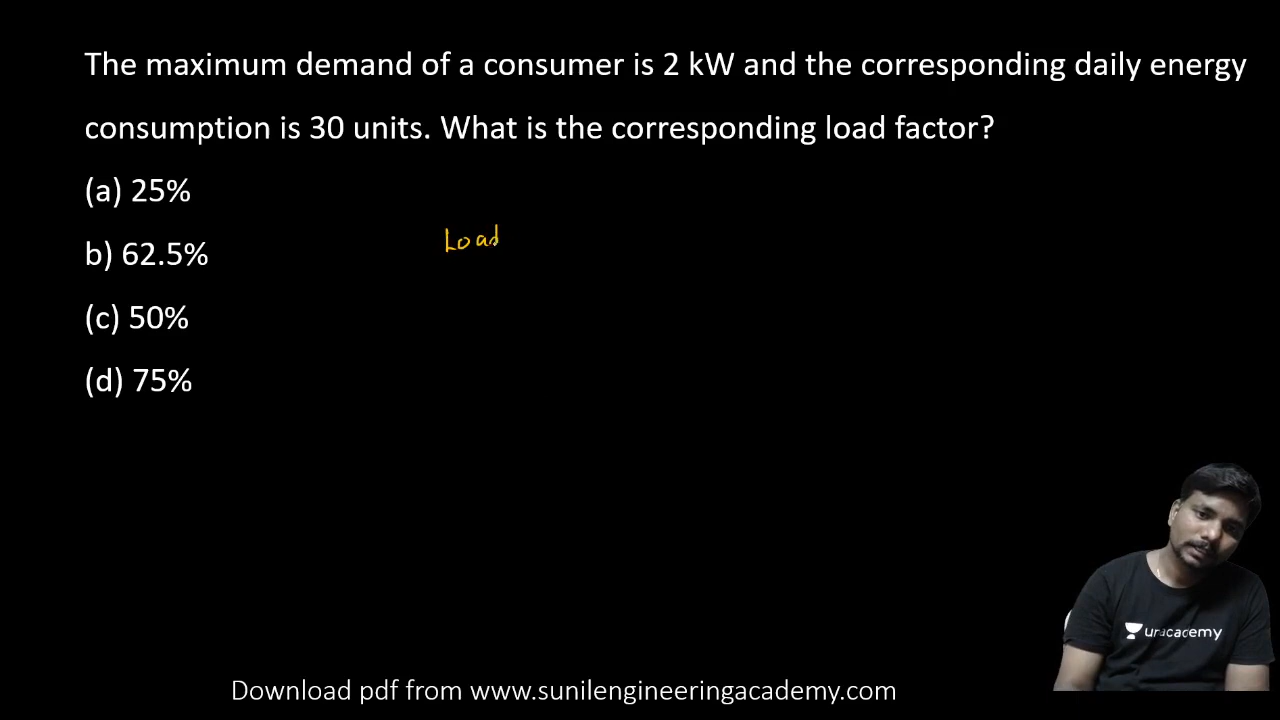 The maximum demand of a consumer is 2 kW and the corresponding daily energy
consumption is 30 units. What is the corresponding load factor?
(a) 25%
b) 62.5%
Load
(c) 50%
(d) 75%
unacademy
Download pdf from www.sunilengineeringacademy.com